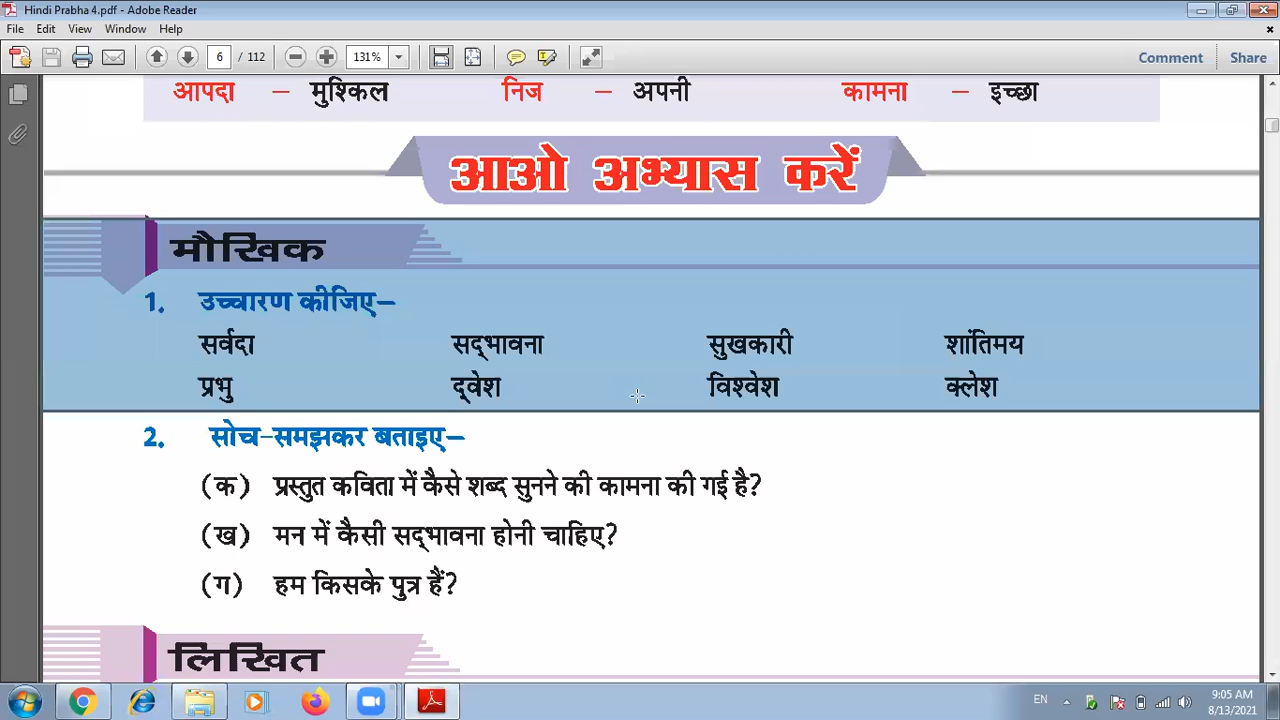 Hindi Prabha 4.pdf - Adobe Reader
File Edit View Window Help
6 / 112 131% Comment Share
आपदा – मुश्किल निज – अपनी कामना – इच्छा
आओ अभ्यास करें
मौखिक
1. उच्चारण कीजिए–
सर्वदा सद्‌भावना सुखकारी शांतिमय
प्रभु द्‌वेश विश्वेश क्लेश
2. सोच-समझकर बताइए–
(क) प्रस्तुत कविता में कैसे शब्द सुनने की कामना की गई है?
(ख) मन में कैसी सद्‌भावना होनी चाहिए?
(ग) हम किसके पुत्र हैं?
लिखित
EN 9:05 AM
8/13/2021